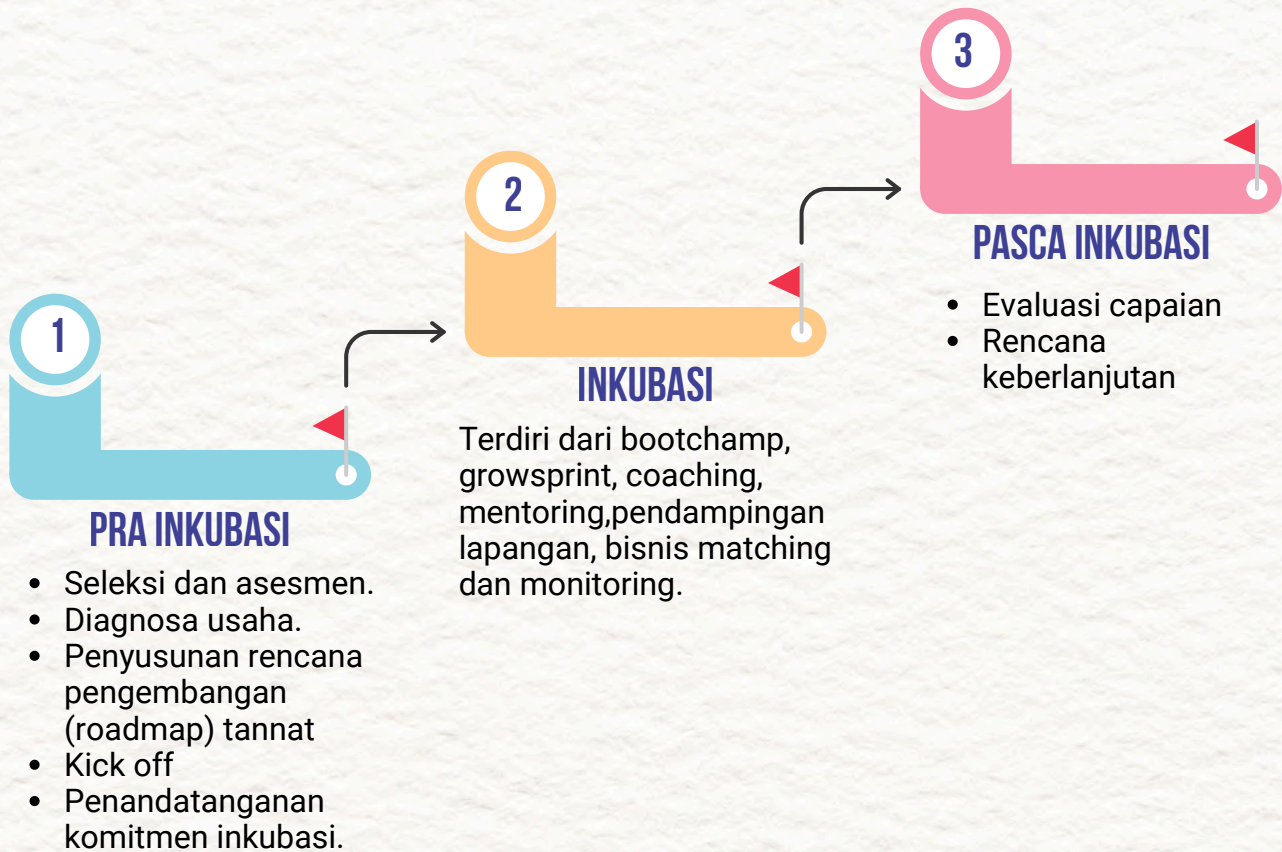 1
PRA INKUBASI
• Seleksi dan asesmen.
• Diagnosa usaha.
• Penyusunan rencana
pengembangan
(roadmap) tannat
• Kick off
• Penandatanganan
komitmen inkubasi.
2
INKUBASI
Terdiri dari bootchamp,
growsprint, coaching,
mentoring,pendampingan
lapangan, bisnis matching
dan monitoring.
3
PASCA INKUBASI
• Evaluasi capaian
• Rencana
keberlanjutan